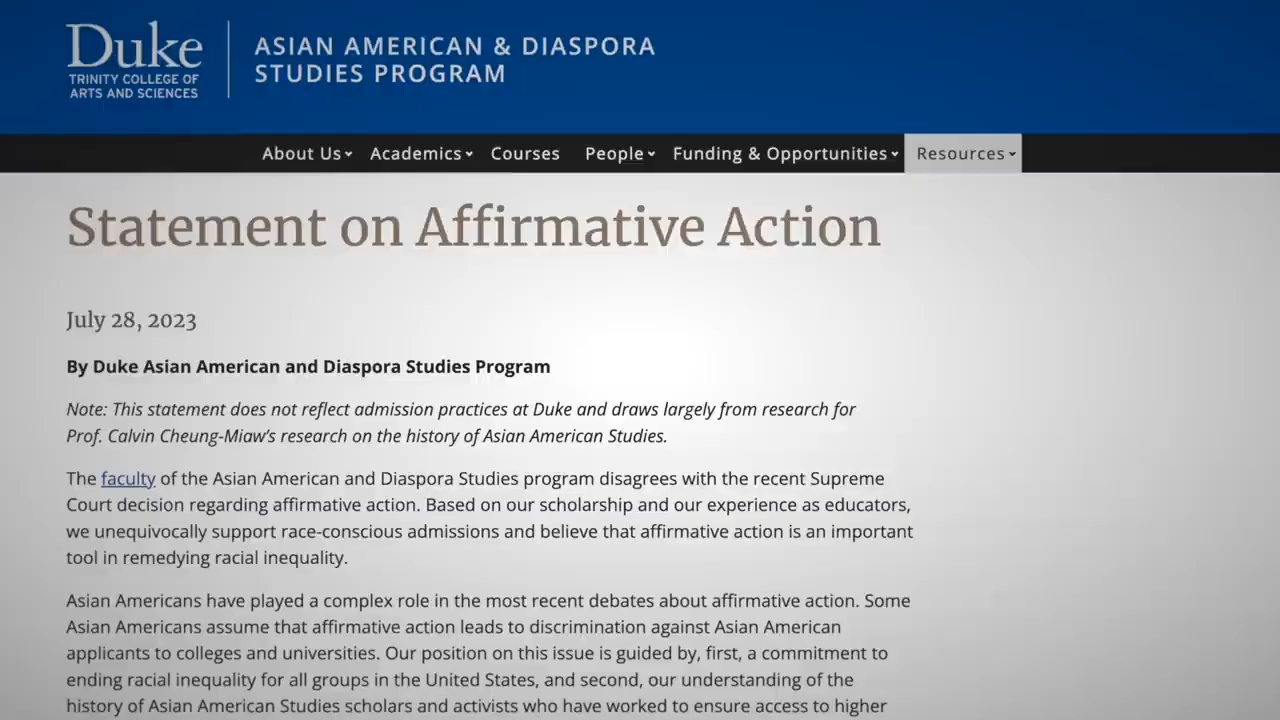 Duke
TRINITY COLLEGE OF
ARTS AND SCIENCES
ASIAN AMERICAN & DIASPORA
STUDIES PROGRAM
About Us Academics Courses People Funding & Opportunities Resources
Statement on Affirmative Action
July 28, 2023
By Duke Asian American and Diaspora Studies Program
Note: This statement does not reflect admission practices at Duke and draws largely from research for
Prof. Calvin Cheung-Miaw's research on the history of Asian American Studies.
The faculty of the Asian American and Diaspora Studies program disagrees with the recent Supreme
Court decision regarding affirmative action. Based on our scholarship and our experience as educators,
we unequivocally support race-conscious admissions and believe that affirmative action is an important
tool in remedying racial inequality.
Asian Americans have played a complex role in the most recent debates about affirmative action. Some
Asian Americans assume that affirmative action leads to discrimination against Asian American
applicants to colleges and universities. Our position on this issue is guided by, first, a commitment to
ending racial inequality for all groups in the United States, and second, our understanding of the
history of Asian American Studies scholars and activists who have worked to ensure access to higher